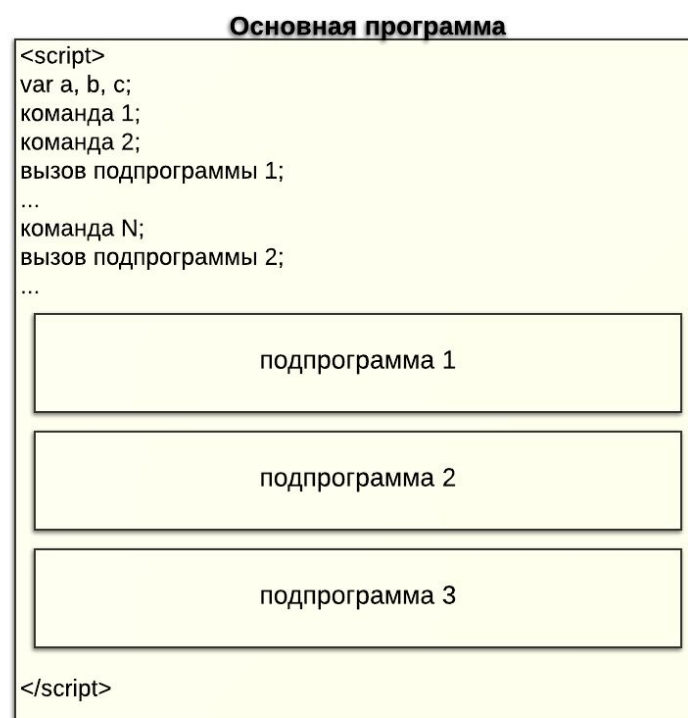 Основная программа
<script>
var a, b, c;
команда 1;
команда 2;
вызов подпрограммы 1;
...
команда N;
вызов подпрограммы 2;
...
подпрограмма 1
подпрограмма 2
подпрограмма 3
</script>